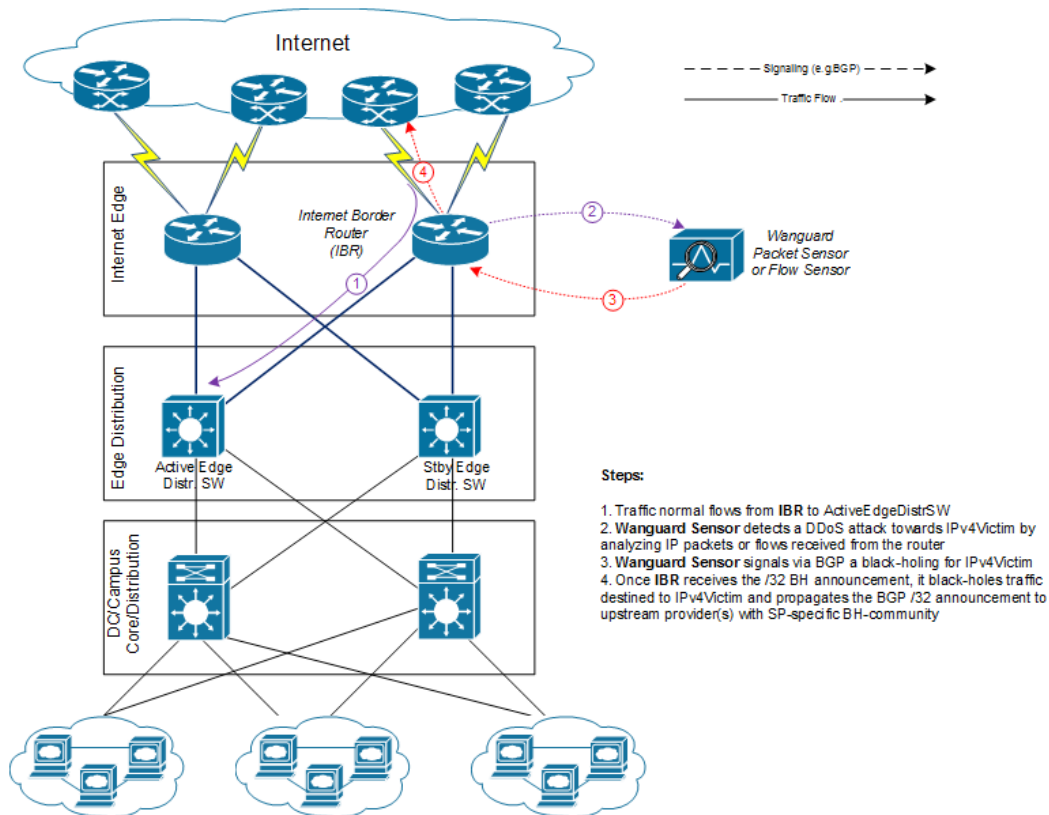 Internet
Signaling (e.g.BGP)
Traffic Flow
Internet Edge
Internet Border
Router
(IBR)
4
2
1
3
Wanguard
Packet Sensor
or Flow Sensor
Edge Distribution
Active Edge
Distr. SW
Stby Edge
Distr. SW
DC/Campus
Core/Distribution
Steps:
1. Traffic normal flows from IBR to ActiveEdgeDistrSW
2. Wanguard Sensor detects a DDoS attack towards IPv4Victim by
analyzing IP packets or flows received from the router
3. Wanguard Sensor signals via BGP a black-holing for IPv4Victim
4. Once IBR receives the /32 BH announcement, it black-holes traffic
destined to IPv4Victim and propagates the BGP /32 announcement to
upstream provider(s) with SP-specific BH-community